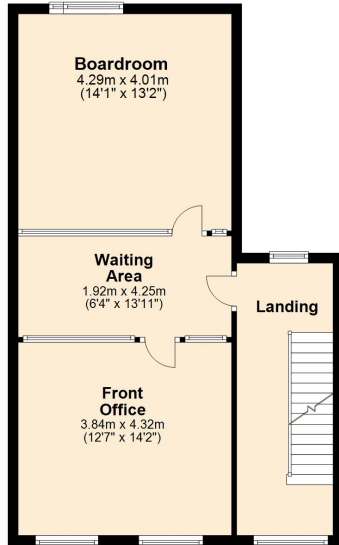 Boardroom
4.29m x 4.01m
(14'1" x 13'2")
Waiting
Area
1.92m x 4.25m
(6'4" x 13'11")
Landing
Front
Office
3.84m x 4.32m
(12'7" x 14'2")